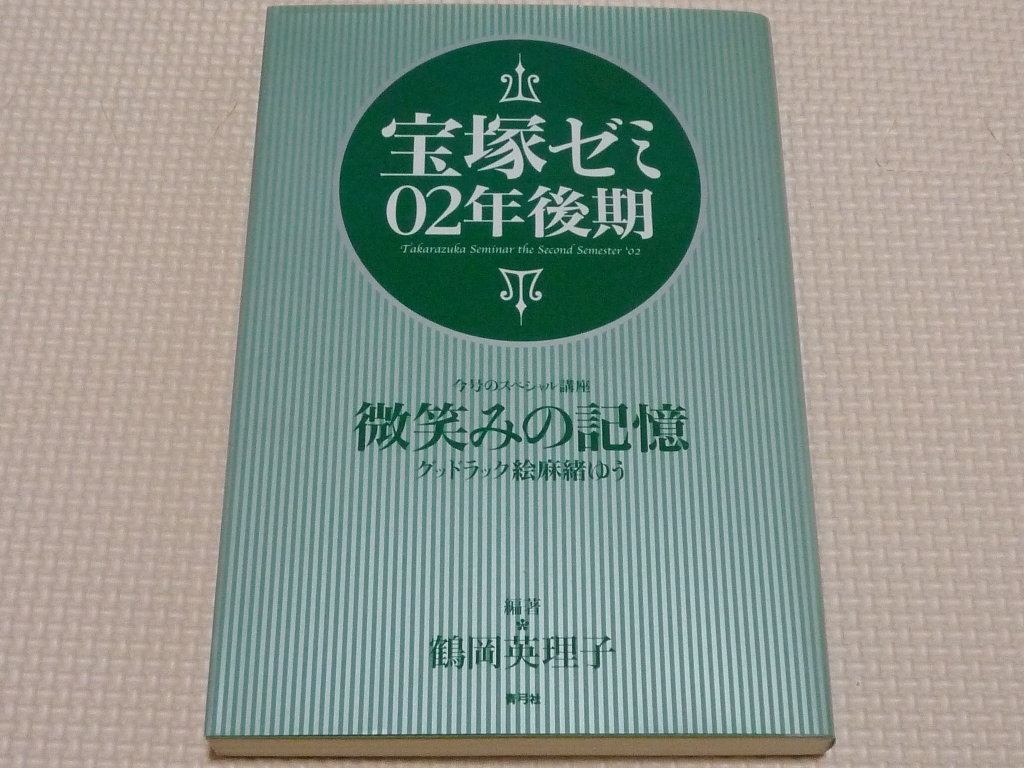 宝塚ゼミ
02年後期
Takarazuka Seminar the Second Semester '02
今号のスペシャル講座
微笑みの記憶
グッドラック絵麻緒ゆう
編著
鶴岡英理子
青弓社